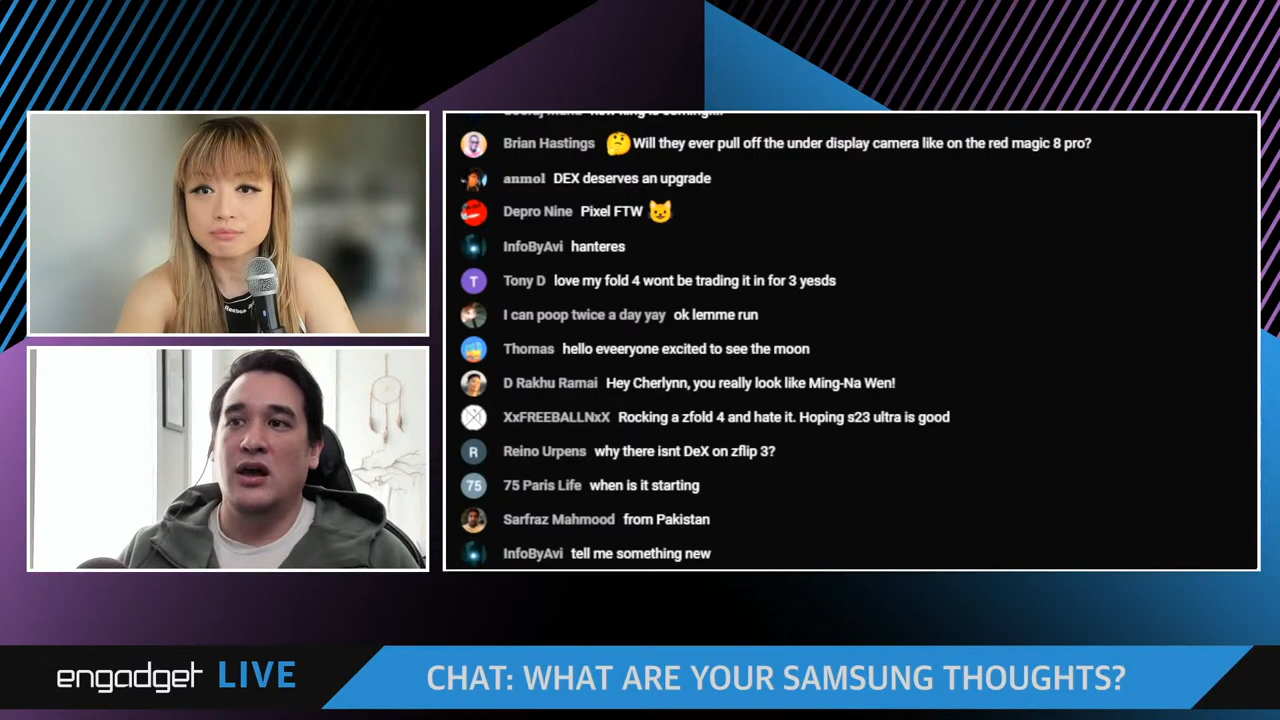 Brian Hastings 🤔Will they ever pull off the under display camera like on the red magic 8 pro?
anmol DEX deserves an upgrade
Depro Nine Pixel FTW 😺
InfoByAvi hanteres
T Tony D love my fold 4 wont be trading it in for 3 yesds
I can poop twice a day yay ok lemme run
Thomas hello eveeryone excited to see the moon
D Rakhu Ramai Hey Cherlynn, you really look like Ming-Na Wen!
XxFREEBALLNxX Rocking a zfold 4 and hate it. Hoping s23 ultra is good
R Reino Urpens why there isnt DeX on zflip 3?
75 75 Paris Life when is it starting
Sarfraz Mahmood from Pakistan
InfoByAvi tell me something new
engadget LIVE
CHAT: WHAT ARE YOUR SAMSUNG THOUGHTS?